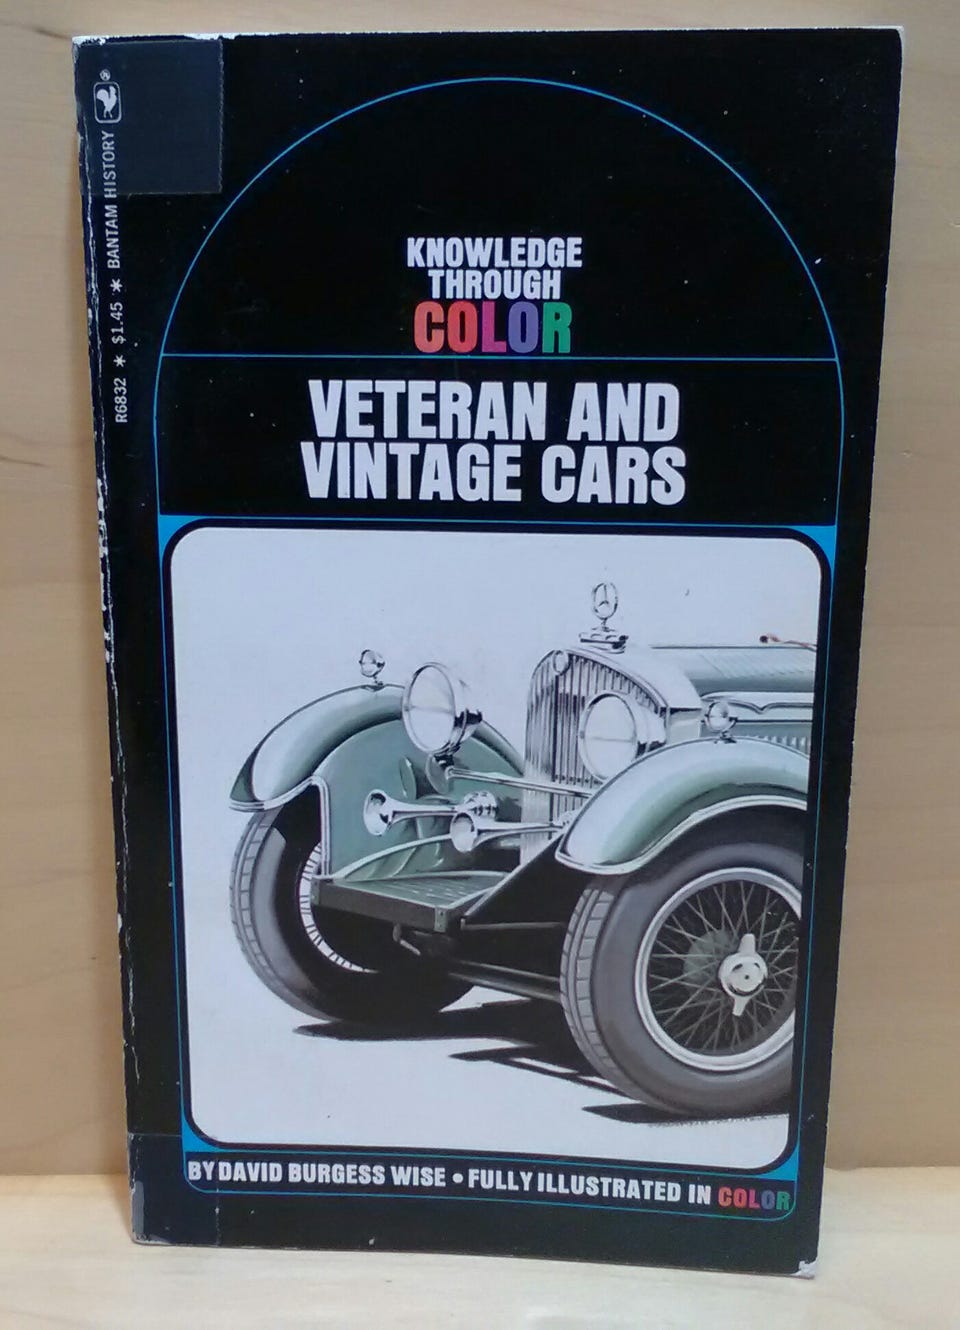 R6832 * $1.45 * BANTAM HISTORY ®
KNOWLEDGE
THROUGH
COLOR
VETERAN AND
VINTAGE CARS
BY DAVID BURGESS WISE • FULLY ILLUSTRATED IN COLOR